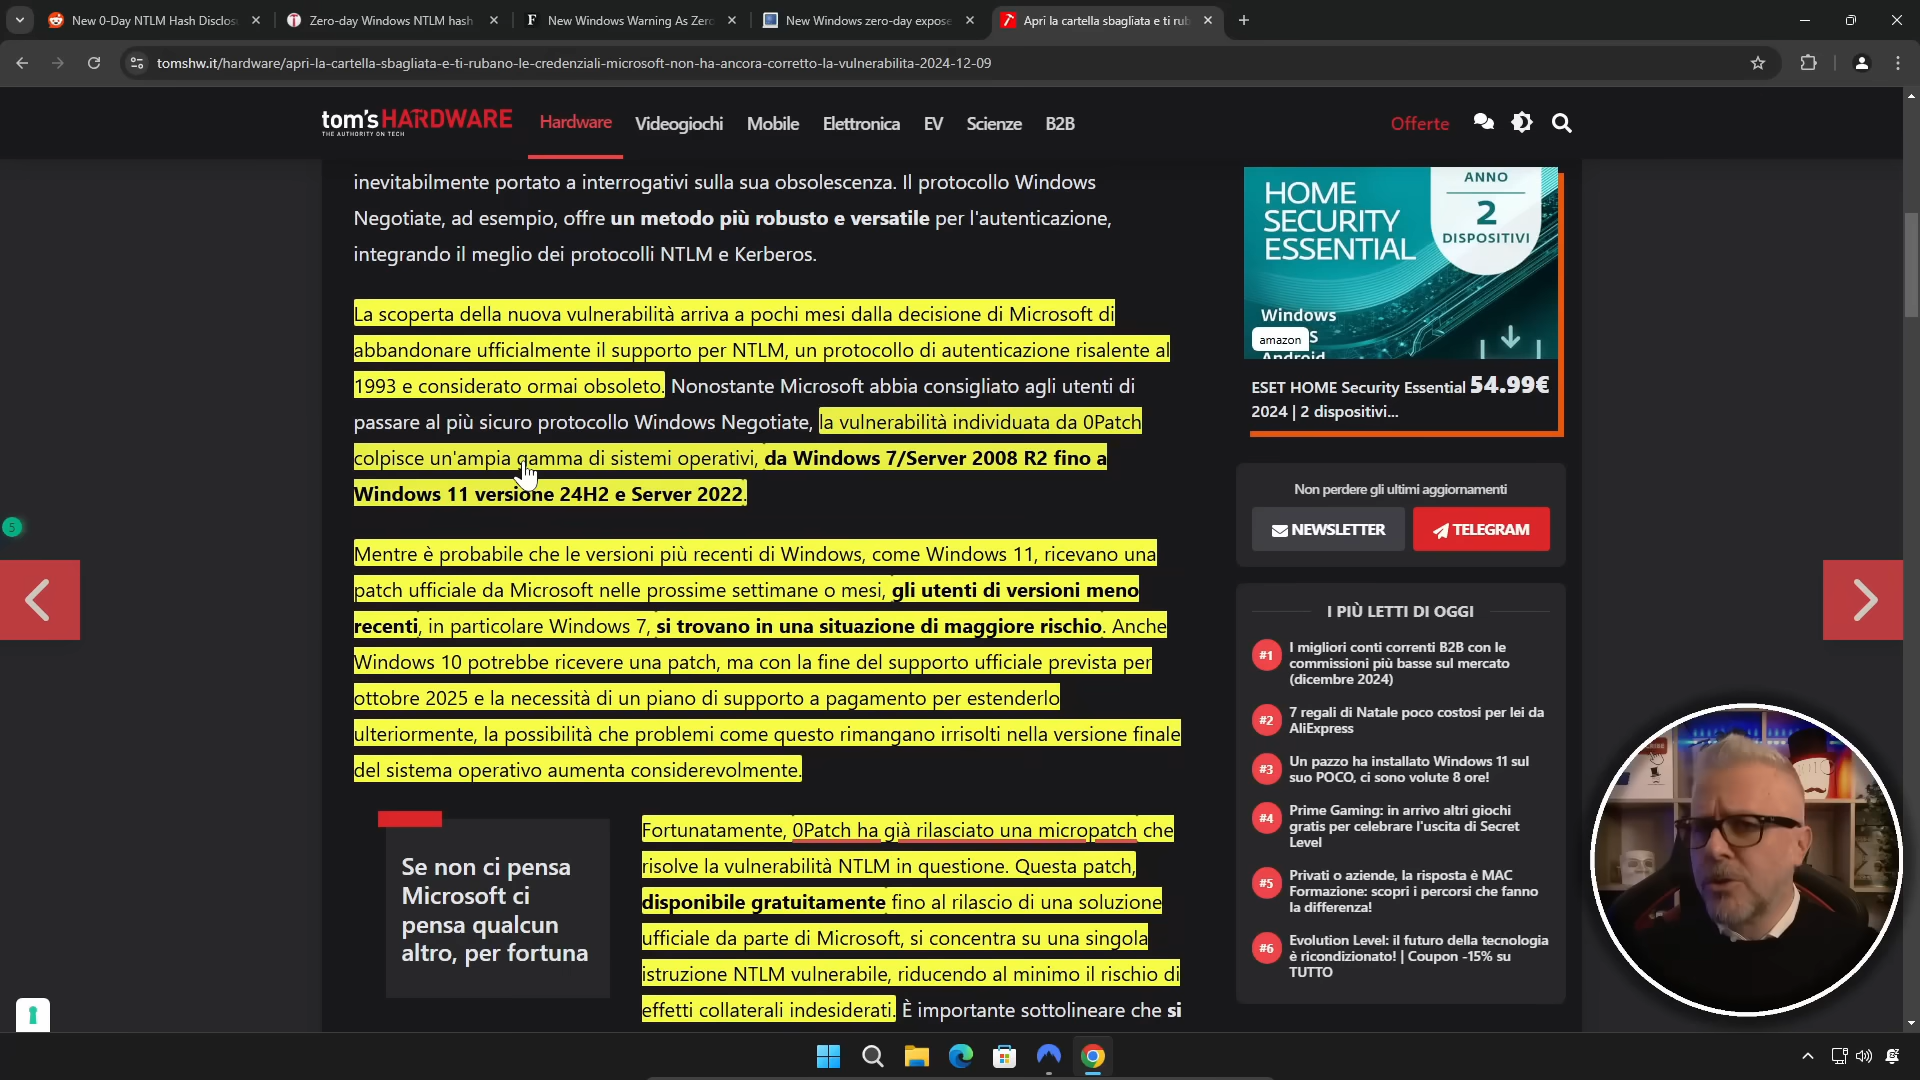 New 0-Day NTLM Hash Disclos
Zero-day Windows NTLM hash
New Windows Warning As Zero
New Windows zero-day expose
Apri la cartella sbagliata e ti rub
tomshw.it/hardware/apri-la-cartella-sbagliata-e-ti-rubano-le-credenziali-microsoft-non-ha-ancora-corretto-la-vulnerabilita-2024-12-09
tom's HARDWARE
THE AUTHORITY ON TECH
Hardware
Videogiochi
Mobile
Elettronica
EV
Scienze
B2B
Offerte
inevitabilmente portato a interrogativi sulla sua obsolescenza. Il protocollo Windows
Negotiate, ad esempio, offre un metodo più robusto e versatile per l'autenticazione,
integrando il meglio dei protocolli NTLM e Kerberos.
La scoperta della nuova vulnerabilità arriva a pochi mesi dalla decisione di Microsoft di
abbandonare ufficialmente il supporto per NTLM, un protocollo di autenticazione risalente al
1993 e considerato ormai obsoleto. Nonostante Microsoft abbia consigliato agli utenti di
passare al più sicuro protocollo Windows Negotiate, la vulnerabilità individuata da 0Patch
colpisce un'ampia gamma di sistemi operativi, da Windows 7/Server 2008 R2 fino a
Windows 11 versione 24H2 e Server 2022.
Mentre è probabile che le versioni più recenti di Windows, come Windows 11, ricevano una
patch ufficiale da Microsoft nelle prossime settimane o mesi, gli utenti di versioni meno
recenti, in particolare Windows 7, si trovano in una situazione di maggiore rischio. Anche
Windows 10 potrebbe ricevere una patch, ma con la fine del supporto ufficiale prevista per
ottobre 2025 e la necessità di un piano di supporto a pagamento per estenderlo
ulteriormente, la possibilità che problemi come questo rimangano irrisolti nella versione finale
del sistema operativo aumenta considerevolmente.
Se non ci pensa
Microsoft ci
pensa qualcun
altro, per fortuna
Fortunatamente, 0Patch ha già rilasciato una micropatch che
risolve la vulnerabilità NTLM in questione. Questa patch,
disponibile gratuitamente fino al rilascio di una soluzione
ufficiale da parte di Microsoft, si concentra su una singola
istruzione NTLM vulnerabile, riducendo al minimo il rischio di
effetti collaterali indesiderati. È importante sottolineare che si
5
HOME
SECURITY
ESSENTIAL
ANNO
2
DISPOSITIVI
Windows
S
Android
amazon
ESET HOME Security Essential 54.99€
2024 | 2 dispositivi...
Non perdere gli ultimi aggiornamenti
NEWSLETTER
TELEGRAM
I PIÙ LETTI DI OGGI
#1 I migliori conti correnti B2B con le
commissioni più basse sul mercato
(dicembre 2024)
#2 7 regali di Natale poco costosi per lei da
AliExpress
#3 Un pazzo ha installato Windows 11 sul
suo POCO, ci sono volute 8 ore!
#4 Prime Gaming: in arrivo altri giochi
gratis per celebrare l'uscita di Secret
Level
#5 Privati o aziende, la risposta è MAC
Formazione: scopri i percorsi che fanno
la differenza!
#6 Evolution Level: il futuro della tecnologia
è ricondizionato! | Coupon -15% su
TUTTO